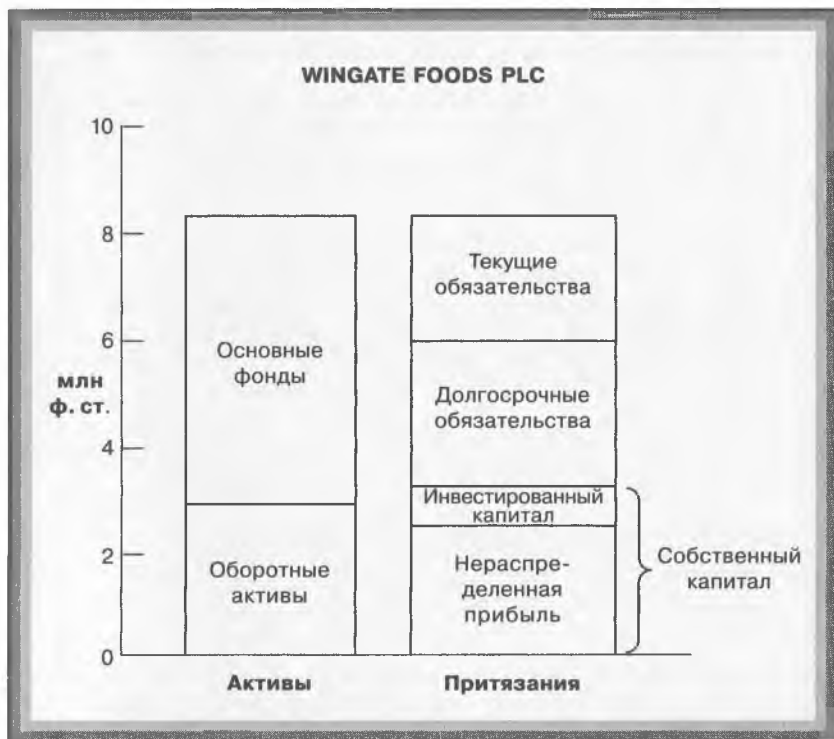 WINGATE FOODS PLC
10
8
6
4
2
0
млн
ф. ст.
Основные
фонды
Оборотные
активы
Текущие
обязательства
Долгосрочные
обязательства
Инвестированный
капитал
Нераспре-
деленная
прибыль
Собственный
капитал
Активы
Притязания